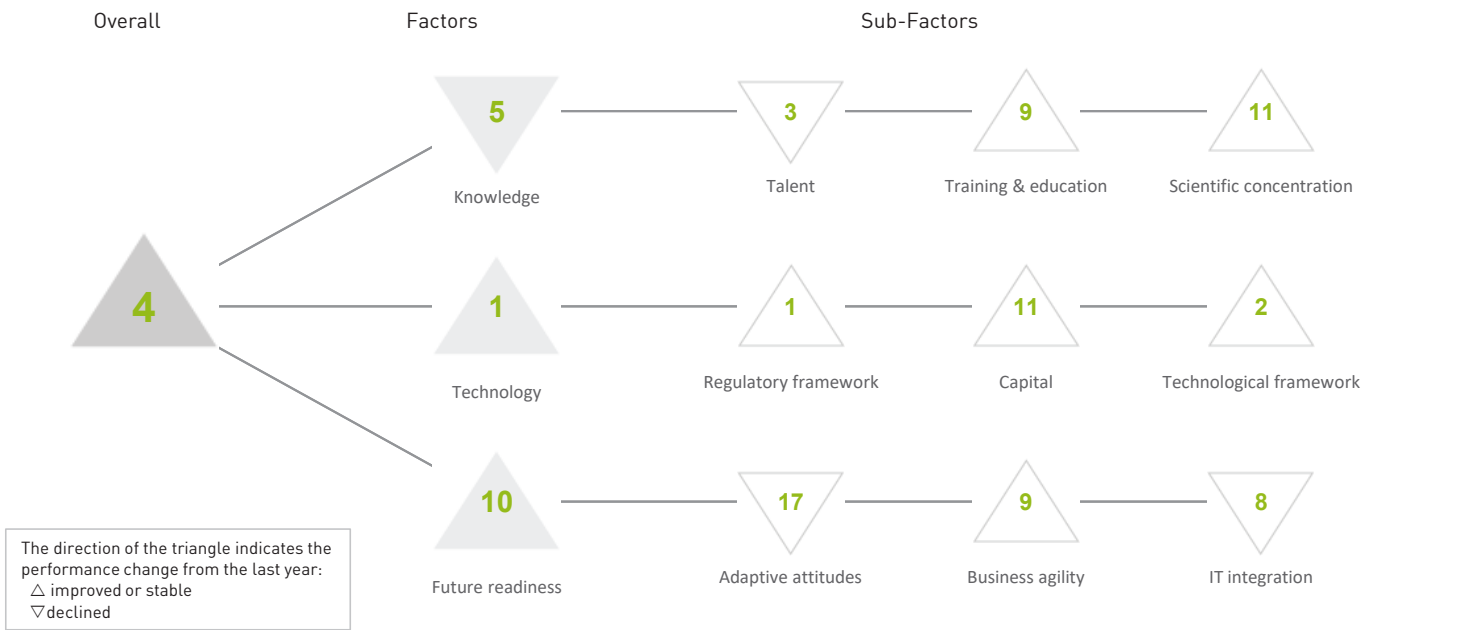 Overall
Factors
Sub-Factors
5
3
9
11
Knowledge
Talent
Training & education
Scientific concentration
4
1
1
11
2
Technology
Regulatory framework
Capital
Technological framework
10
17
9
8
Future readiness
Adaptive attitudes
Business agility
IT integration
The direction of the triangle indicates the
performance change from the last year:
△ improved or stable
▽declined